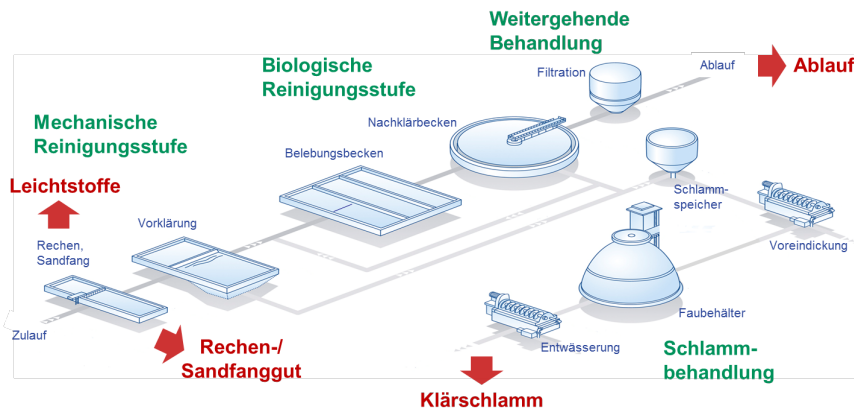 Weitergehende
Behandlung
Biologische
Reinigungsstufe
Filtration
Ablauf
Ablauf
Mechanische
Reinigungsstufe
Nachklärbecken
Belebungsbecken
Leichtstoffe
Schlamm-
speicher
Vorklärung
Rechen,
Sandfang
Voreindickung
Zulauf
Faubehälter
Rechen-/
Sandfanggut
Entwässerung
Schlamm-
behandlung
Klärschlamm